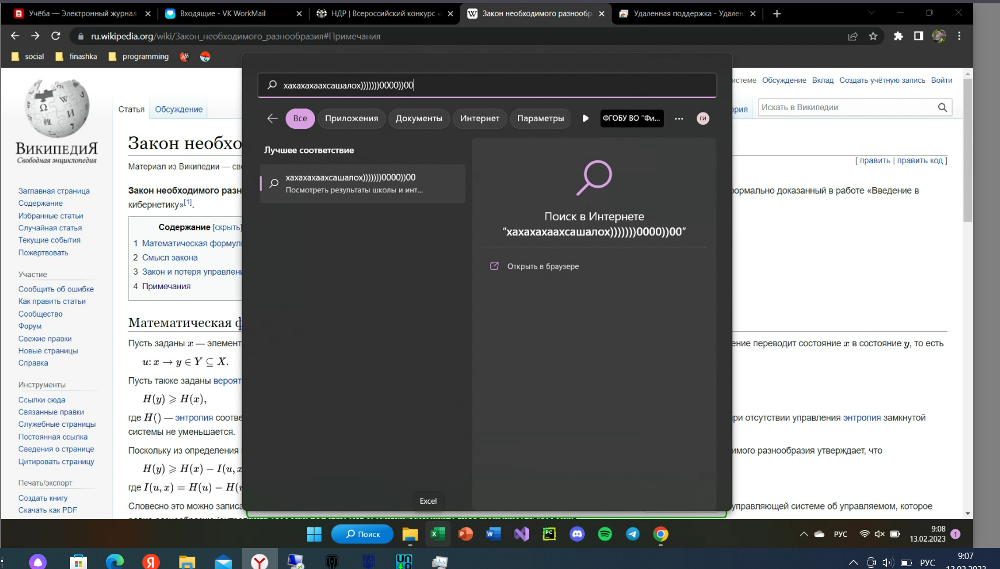 Учёба — Электронный журнал
Входящие - VK WorkMail
НДР | Всероссийский конкурс
Закон необходимого разнообр
Удаленная поддержка - Удален
ru.wikipedia.org/wiki/Закон_необходимого_разнообразия#Примечания
social
finashka
programming
хахахахаахсашалох)))))))0000))00
Все
Приложения
Документы
Интернет
Параметры
ФГОБУ ВО "Фи...
ГИ
Лучшее соответствие
хахахахаахсашалох)))))))0000))00
Посмотреть результаты школы и инт...
Поиск в Интернете
“хахахахаахсашалох)))))))0000))00”
Открыть в браузере
Excel
ВикипедиЯ
Свободная энциклопедия
Заглавная страница
Содержание
Избранные статьи
Случайная статья
Текущие события
Пожертвовать
Участие
Сообщить об ошибке
Как править статьи
Сообщество
Форум
Свежие правки
Новые страницы
Справка
Инструменты
Ссылки сюда
Связанные правки
Служебные страницы
Постоянная ссылка
Сведения о странице
Цитировать страницу
Печать/экспорт
Создать книгу
Скачать как PDF
истеме Обсуждение Вклад Создать учётную запись Войти
Статья Обсуждение
ория Искать в Википедии
Закон необхо
Материал из Википедии — сво
[ править | править код ]
Закон необходимого разн
ормально доказанный в работе «Введение в
кибернетику»[1].
Содержание [скрыть]
1 Математическая формул
2 Смысл закона
3 Закон и потеря управлени
4 Примечания
Математическая ф
Пусть заданы x — элемент
ение переводит состояние x в состояние y, то есть
u: x → y ∈ Y ⊆ X.
Пусть также заданы вероят
H(y) ⩾ H(x),
где H() — энтропия соотве
ри отсутствии управления энтропия замкнутой
системы не уменьшается.
Поскольку из определения
имого разнообразия утверждает, что
H(y) ⩾ H(x) − I(u, x
где I(u, x) = H(u) − H(u
Словесно это можно записа
управляющей системе об управляемом, которое
Поиск
РУС
9:08
13.02.2023
1
РУС
9:07